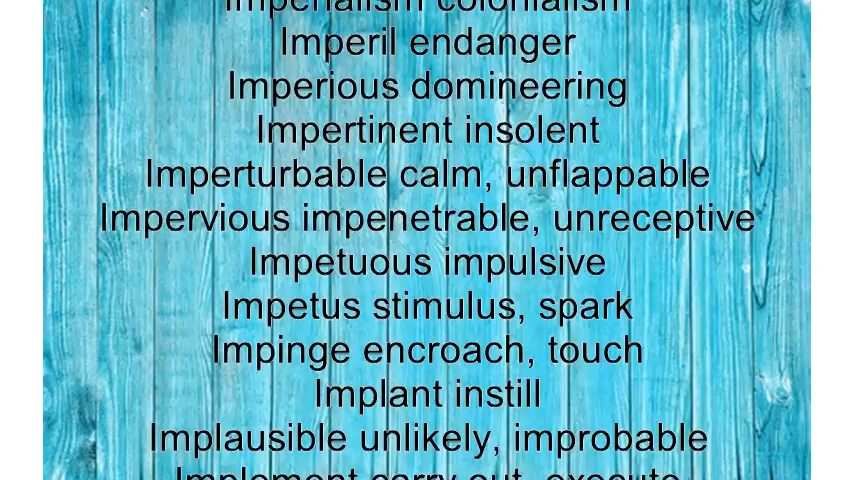 Imperialism colonialism
Imperil endanger
Imperious domineering
Impertinent insolent
Imperturbable calm, unflappable
Impervious impenetrable, unreceptive
Impetuous impulsive
Impetus stimulus, spark
Impinge encroach, touch
Implant instill
Implausible unlikely, improbable
Implement carry out, execute